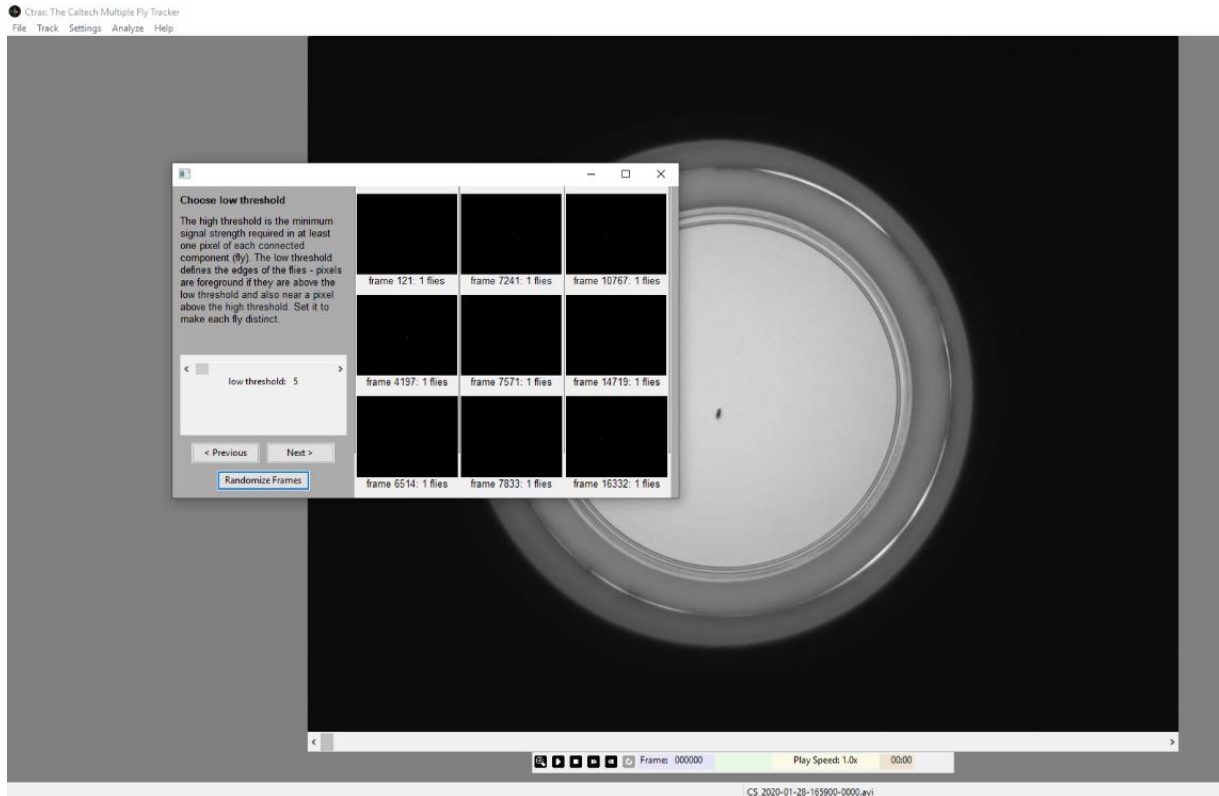 Ctrax: The Caltech Multiple Fly Tracker
File Track Settings Analyze Help
Choose low threshold
The high threshold is the minimum
signal strength required in at least
one pixel of each connected
component (fly). The low threshold
defines the edges of the flies - pixels
are foreground if they are above the
low threshold and also near a pixel
above the high threshold. Set it to
make each fly distinct.
low threshold: 5
< Previous Next >
Randomize Frames
frame 121: 1 flies frame 7241: 1 flies frame 10767: 1 flies
frame 4197: 1 flies frame 7571: 1 flies frame 14719: 1 flies
frame 6514: 1 flies frame 7833: 1 flies frame 16332: 1 flies
Frame: 000000 Play Speed: 1.0x 00:00
CS_2020-01-28-165900-0000.avi